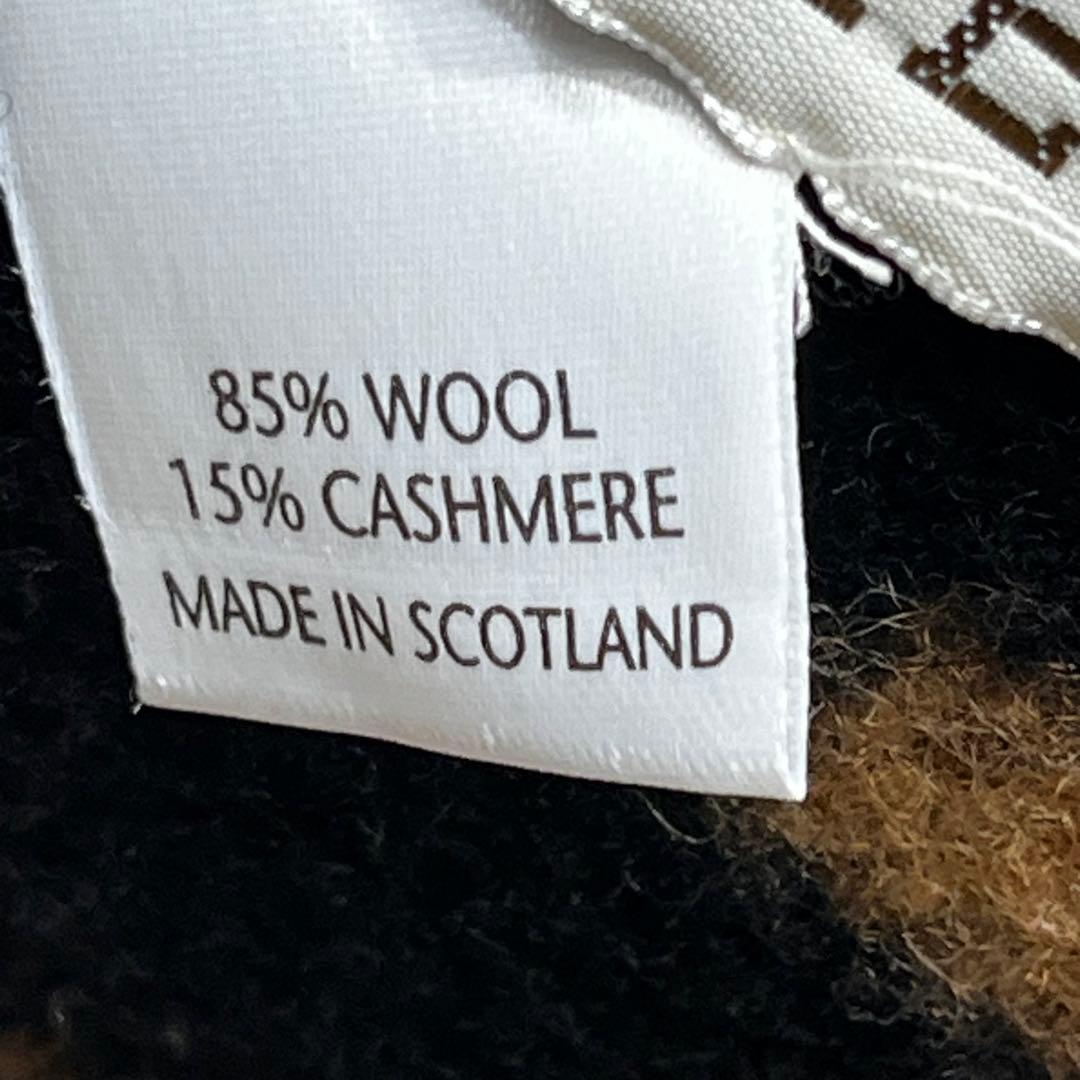 85% WOOL
15% CASHMERE
MADE IN SCOTLAND